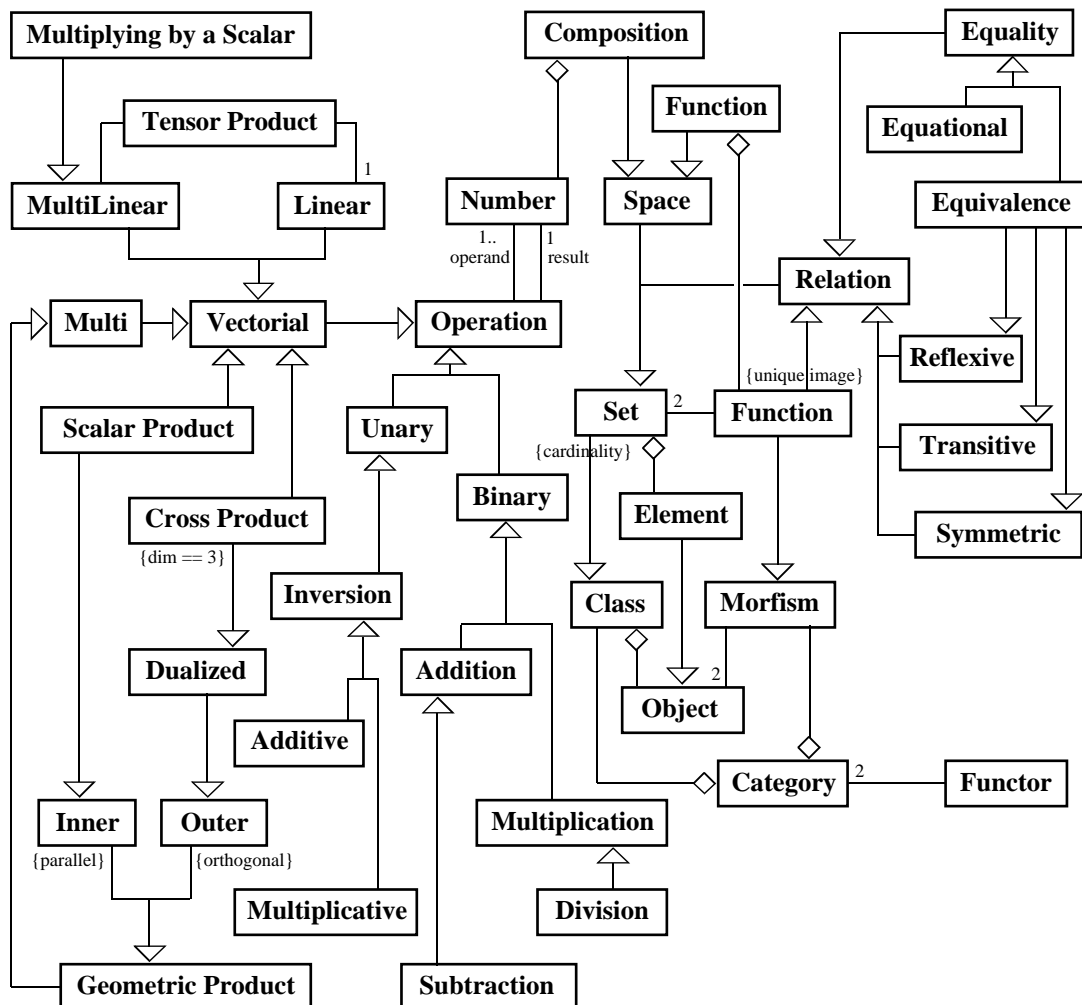 Multiplying by a Scalar
Composition
Equality
Function
Tensor Product
Equational
1
MultiLinear
Linear
Number
Space
Equivalence
1..
operand
1
result
Relation
Multi
Vectorial
Operation
Reflexive
{unique image}
Scalar Product
Unary
Set
2
Function
{cardinality}
Transitive
Binary
Cross Product
Element
Symmetric
{dim == 3}
Inversion
Class
Morfism
Dualized
Addition
2
Object
Additive
Category
2
Functor
Inner
Outer
Multiplication
{parallel}
{orthogonal}
Multiplicative
Division
Geometric Product
Subtraction